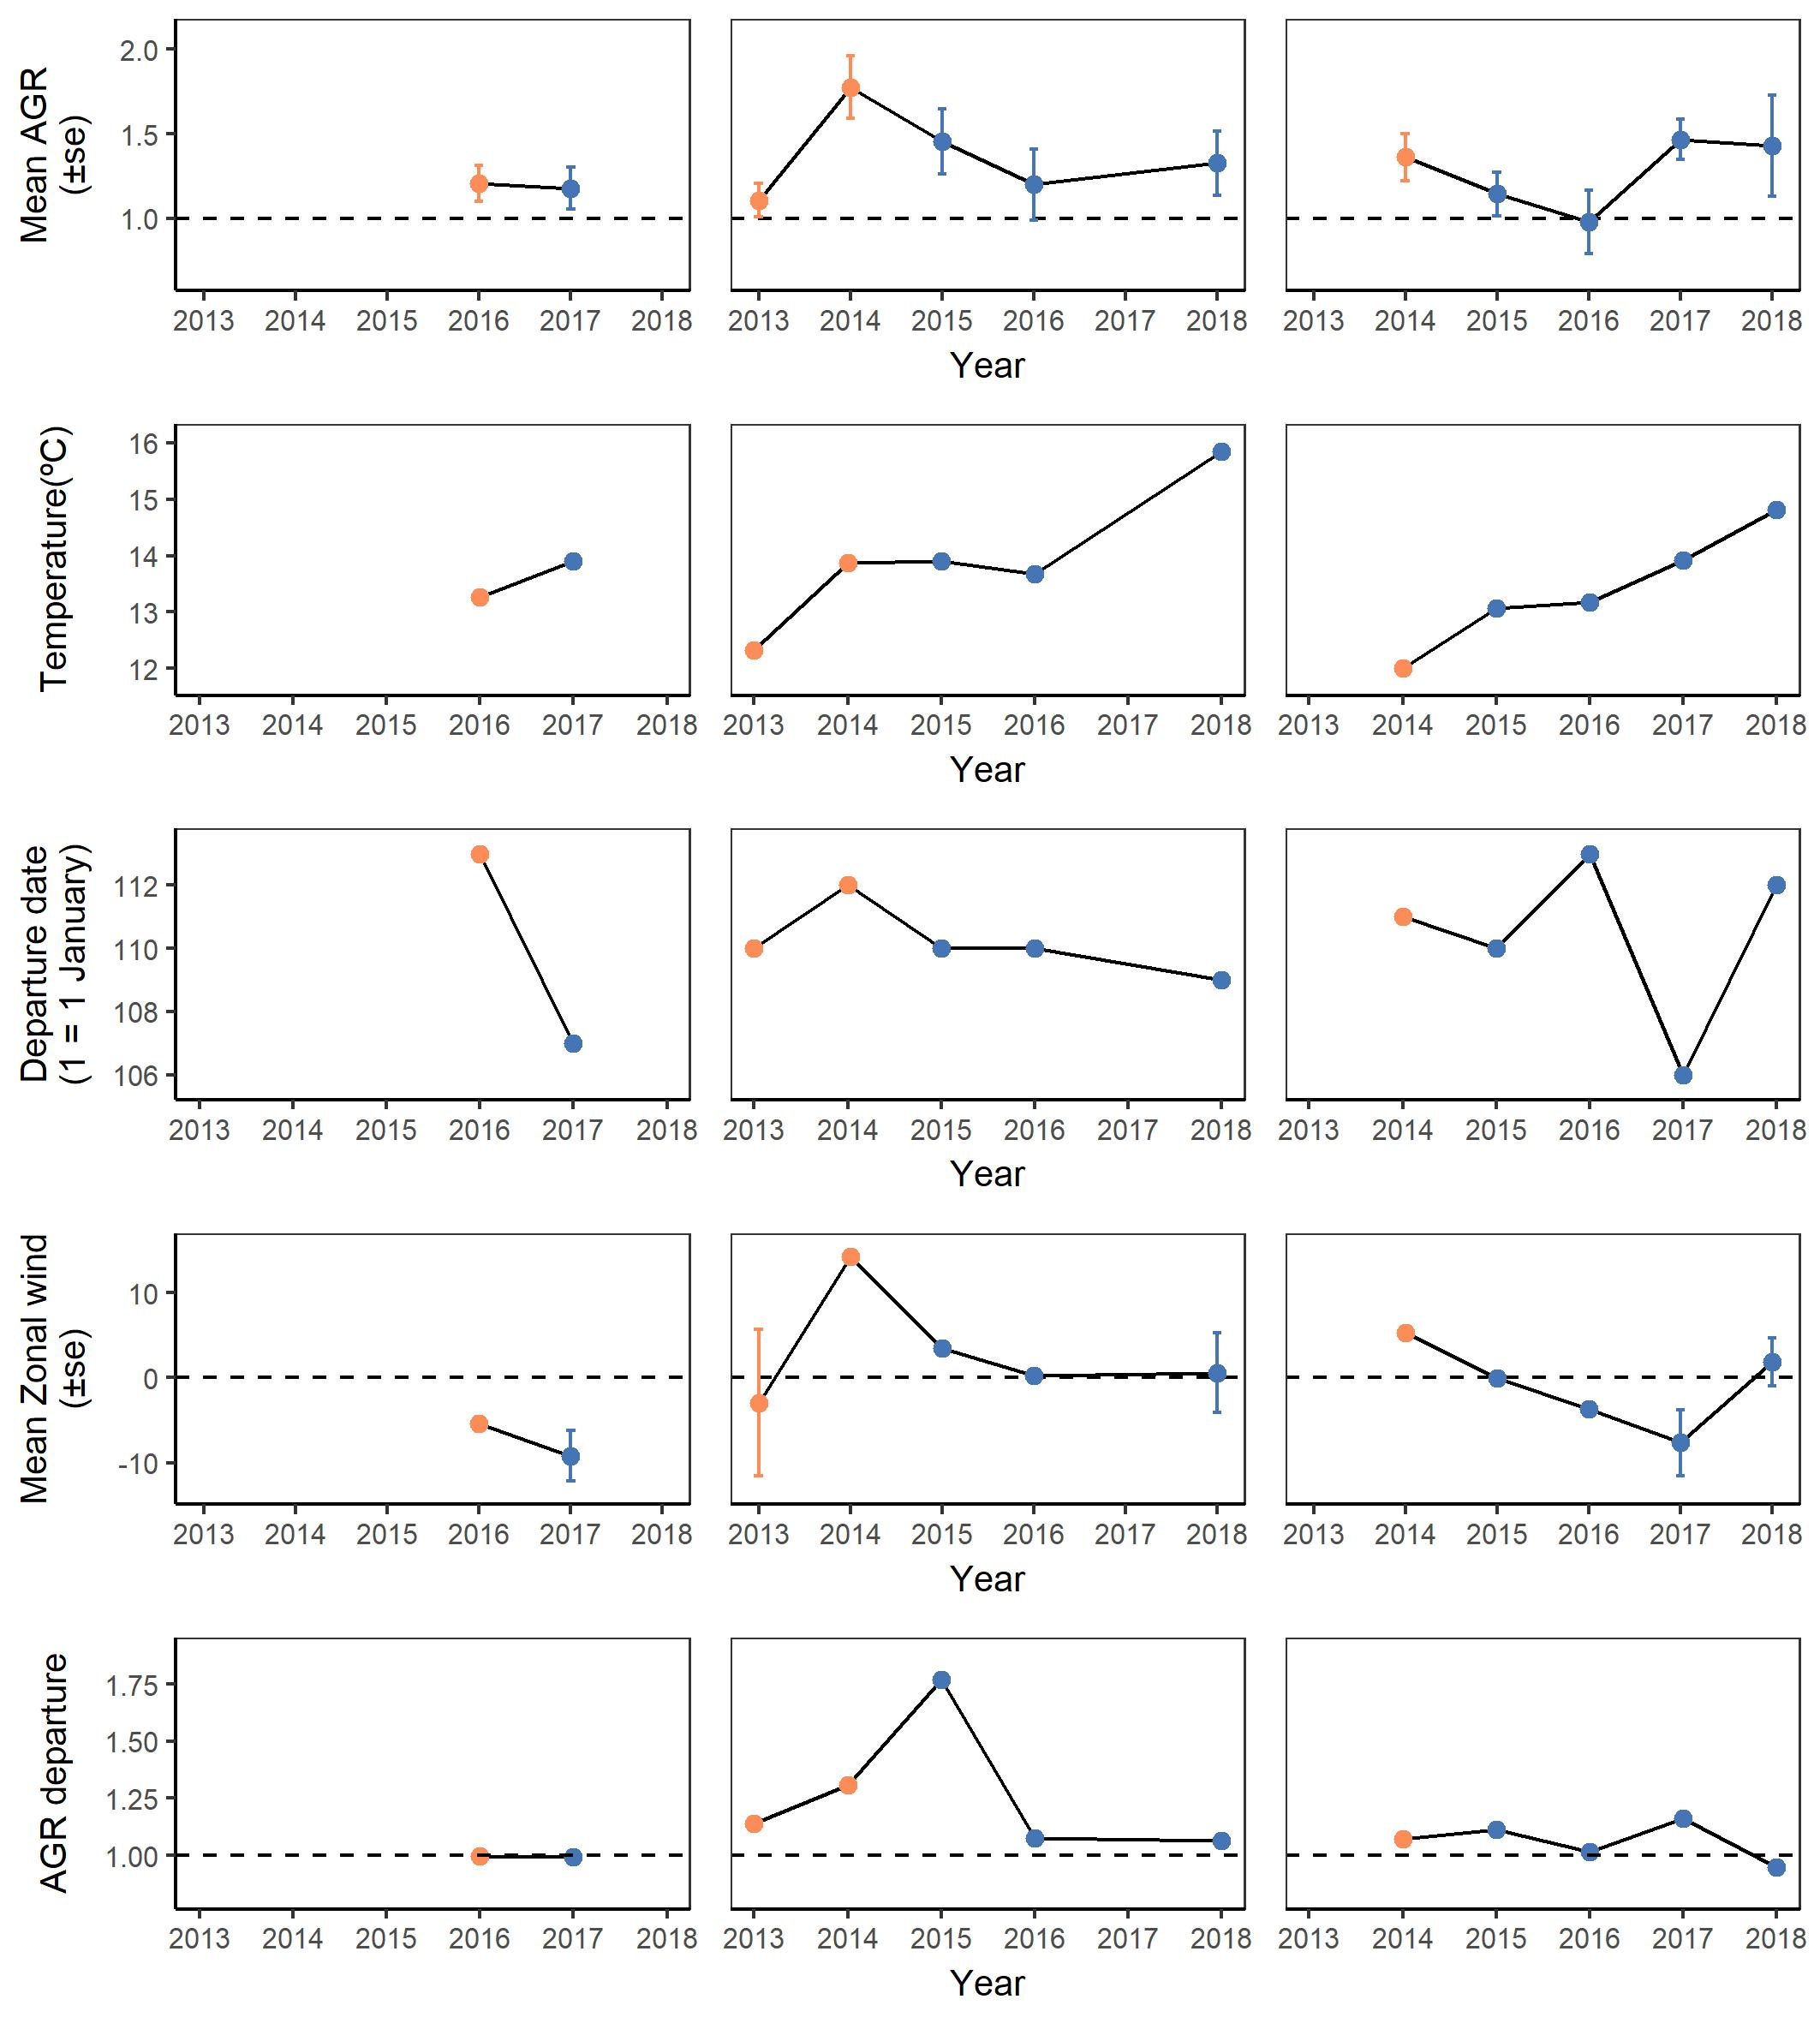 Mean AGR
(±se)
2.0
1.5
1.0
2013 2014 2015 2016 2017 2018
2013 2014 2015 2016 2017 2018
2013 2014 2015 2016 2017 2018
Year
Temperature(ºC)
16
15
14
13
12
2013 2014 2015 2016 2017 2018
2013 2014 2015 2016 2017 2018
2013 2014 2015 2016 2017 2018
Year
Departure date
(1 = 1 January)
112
110
108
106
2013 2014 2015 2016 2017 2018
2013 2014 2015 2016 2017 2018
2013 2014 2015 2016 2017 2018
Year
Mean Zonal wind
(±se)
10
0
-10
2013 2014 2015 2016 2017 2018
2013 2014 2015 2016 2017 2018
2013 2014 2015 2016 2017 2018
Year
AGR departure
1.75
1.50
1.25
1.00
2013 2014 2015 2016 2017 2018
2013 2014 2015 2016 2017 2018
2013 2014 2015 2016 2017 2018
Year